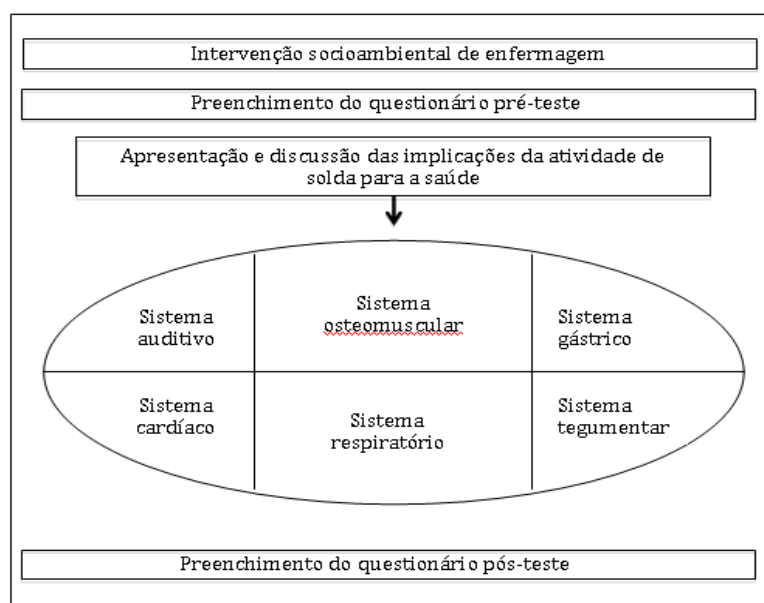 Intervenção socioambiental de enfermagem
Preenchimento do questionário pré-teste
Apresentação e discussão das implicações da atividade de
solda para a saúde
Sistema
auditivo
Sistema
osteomuscular
Sistema
gástrico
Sistema
cardíaco
Sistema
respiratório
Sistema
tegumentar
Preenchimento do questionário pós-teste